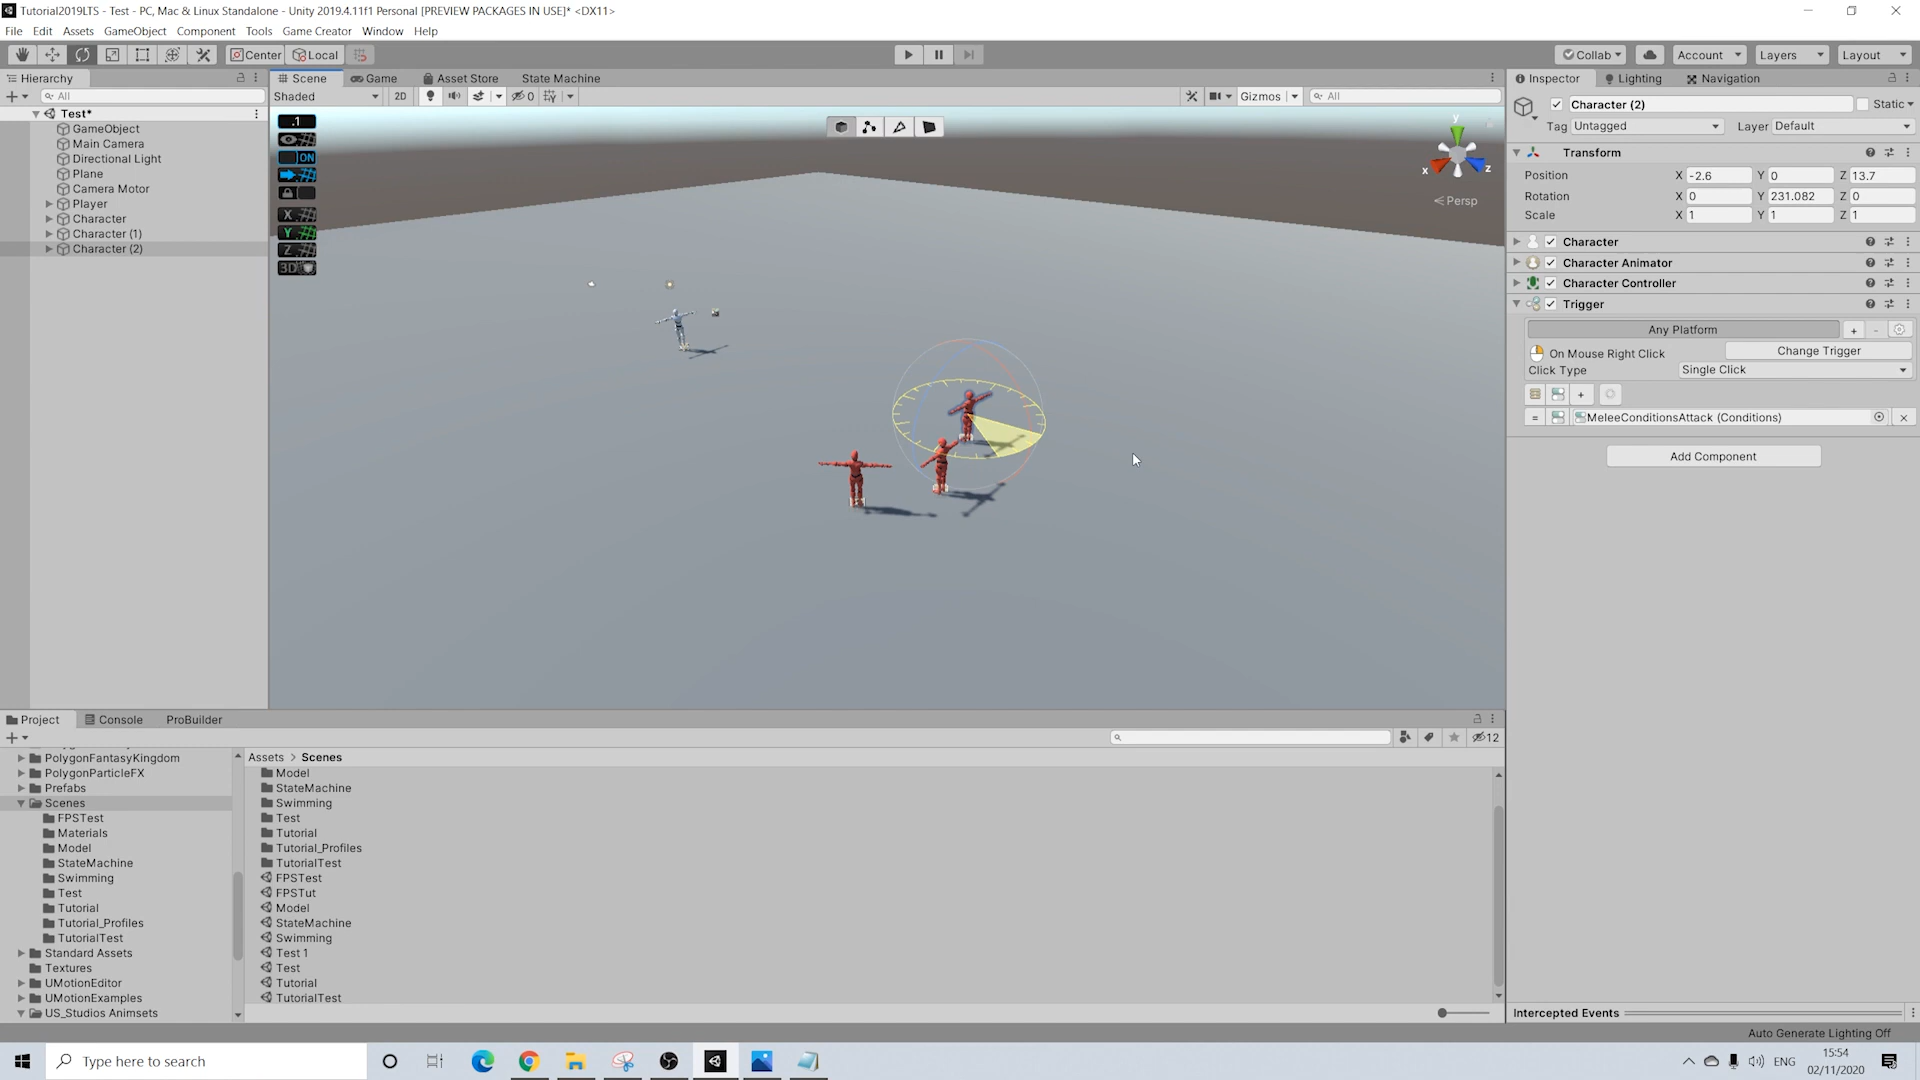 Tutorial2019LTS - Test - PC, Mac & Linux Standalone - Unity 2019.4.11f1 Personal [PREVIEW PACKAGES IN USE]* <DX11>
File Edit Assets GameObject Component Tools Game Creator Window Help
Center Local Collab Account Layers Layout
Hierarchy Scene Game Asset Store State Machine Inspector Lighting Navigation
All Shaded 2D 0 Gizmos All Character (2) Static
Test*
GameObject
Main Camera
Directional Light
Plane
Camera Motor
Player
Character
Character (1)
Character (2)
.1
ON
X
Y
Z
3D
y
x z
Persp
Tag Untagged Layer Default
Transform
Position X -2.6 Y 0 Z 13.7
Rotation X 0 Y 231.082 Z 0
Scale X 1 Y 1 Z 1
Character
Character Animator
Character Controller
Trigger
Any Platform + -
On Mouse Right Click Change Trigger
Click Type Single Click
+
= MeleeConditionsAttack (Conditions)
Add Component
Project Console ProBuilder
12
PolygonFantasyKingdom
PolygonParticleFX
Prefabs
Scenes
FPSTest
Materials
Model
StateMachine
Swimming
Test
Tutorial
Tutorial_Profiles
TutorialTest
Standard Assets
Textures
UMotionEditor
UMotionExamples
US_Studios Animsets
Assets > Scenes
Model
StateMachine
Swimming
Test
Tutorial
Tutorial_Profiles
TutorialTest
FPSTest
FPSTut
Model
StateMachine
Swimming
Test 1
Test
Tutorial
TutorialTest
Intercepted Events
Auto Generate Lighting Off
Type here to search
ENG
15:54
02/11/2020